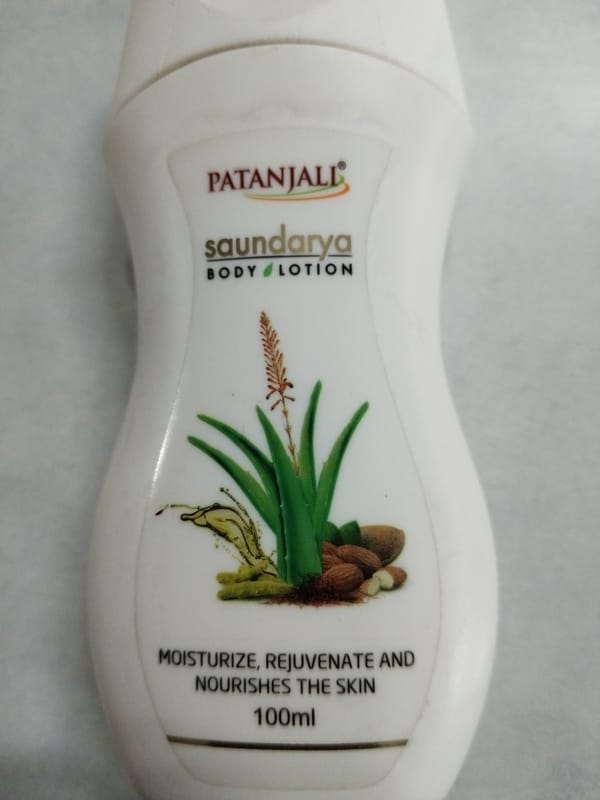 PATANJALI®
saundarya
BODY LOTION
MOISTURIZE, REJUVENATE AND
NOURISHES THE SKIN
100ml